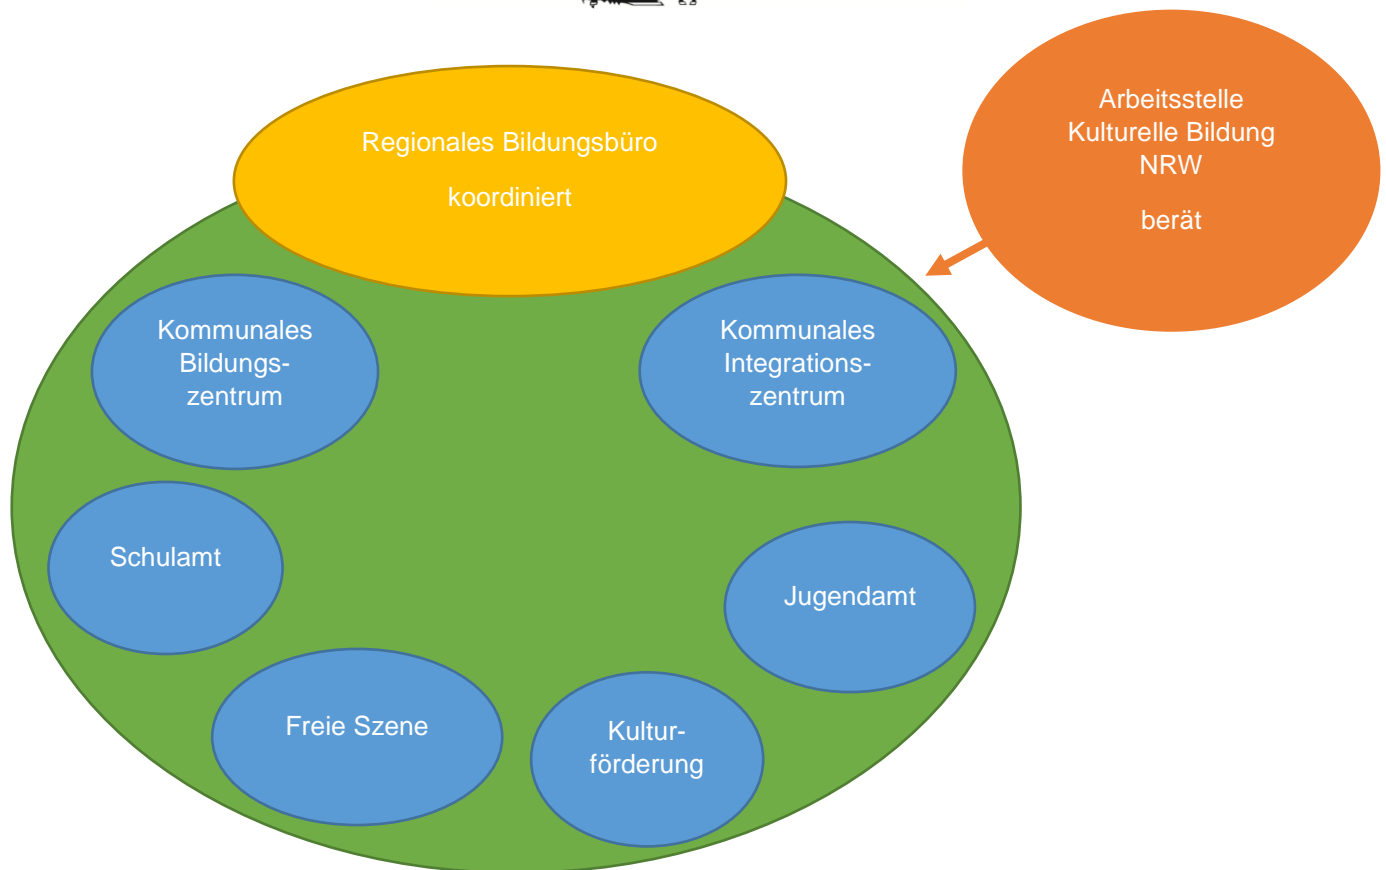 Regionales Bildungsbüro
koordiniert
Arbeitsstelle
Kulturelle Bildung
NRW
berät
Kommunales
Bildungs-
zentrum
Kommunales
Integrations-
zentrum
Schulamt
Jugendamt
Freie Szene
Kultur-
förderung